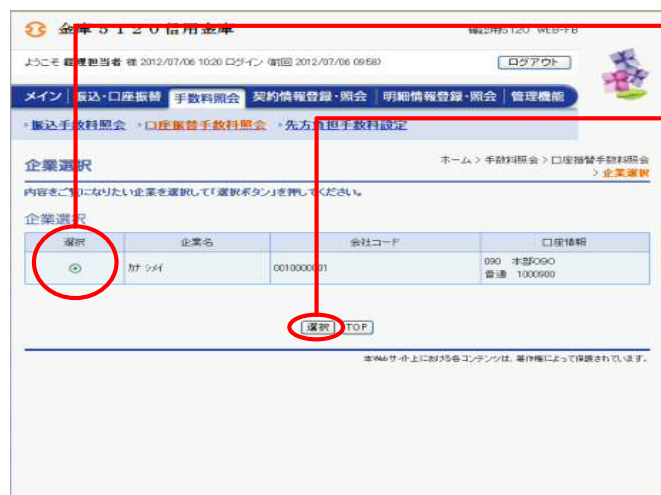 金庫5120信用金庫
確認用5120 WEB-FB
ようこそ 経理担当者 様 2012/07/06 10:20 ログイン (前回 2012/07/06 09:58)
ログアウト
メイン 振込・口座振替 手数料照会 契約情報登録・照会 明細情報登録・照会 管理機能
振込手数料照会 口座振替手数料照会 先方負担手数料設定
企業選択
ホーム > 手数料照会 > 口座振替手数料照会
> 企業選択
内容をご覧になりたい企業を選択して「選択ボタン」を押してください。
企業選択
選択 企業名 会社コード 口座情報
カナ シメイ 0010000001 090 本部090
普通 1000900
選択 TOP
本Webサイト上における各コンテンツは、著作権によって保護されています。